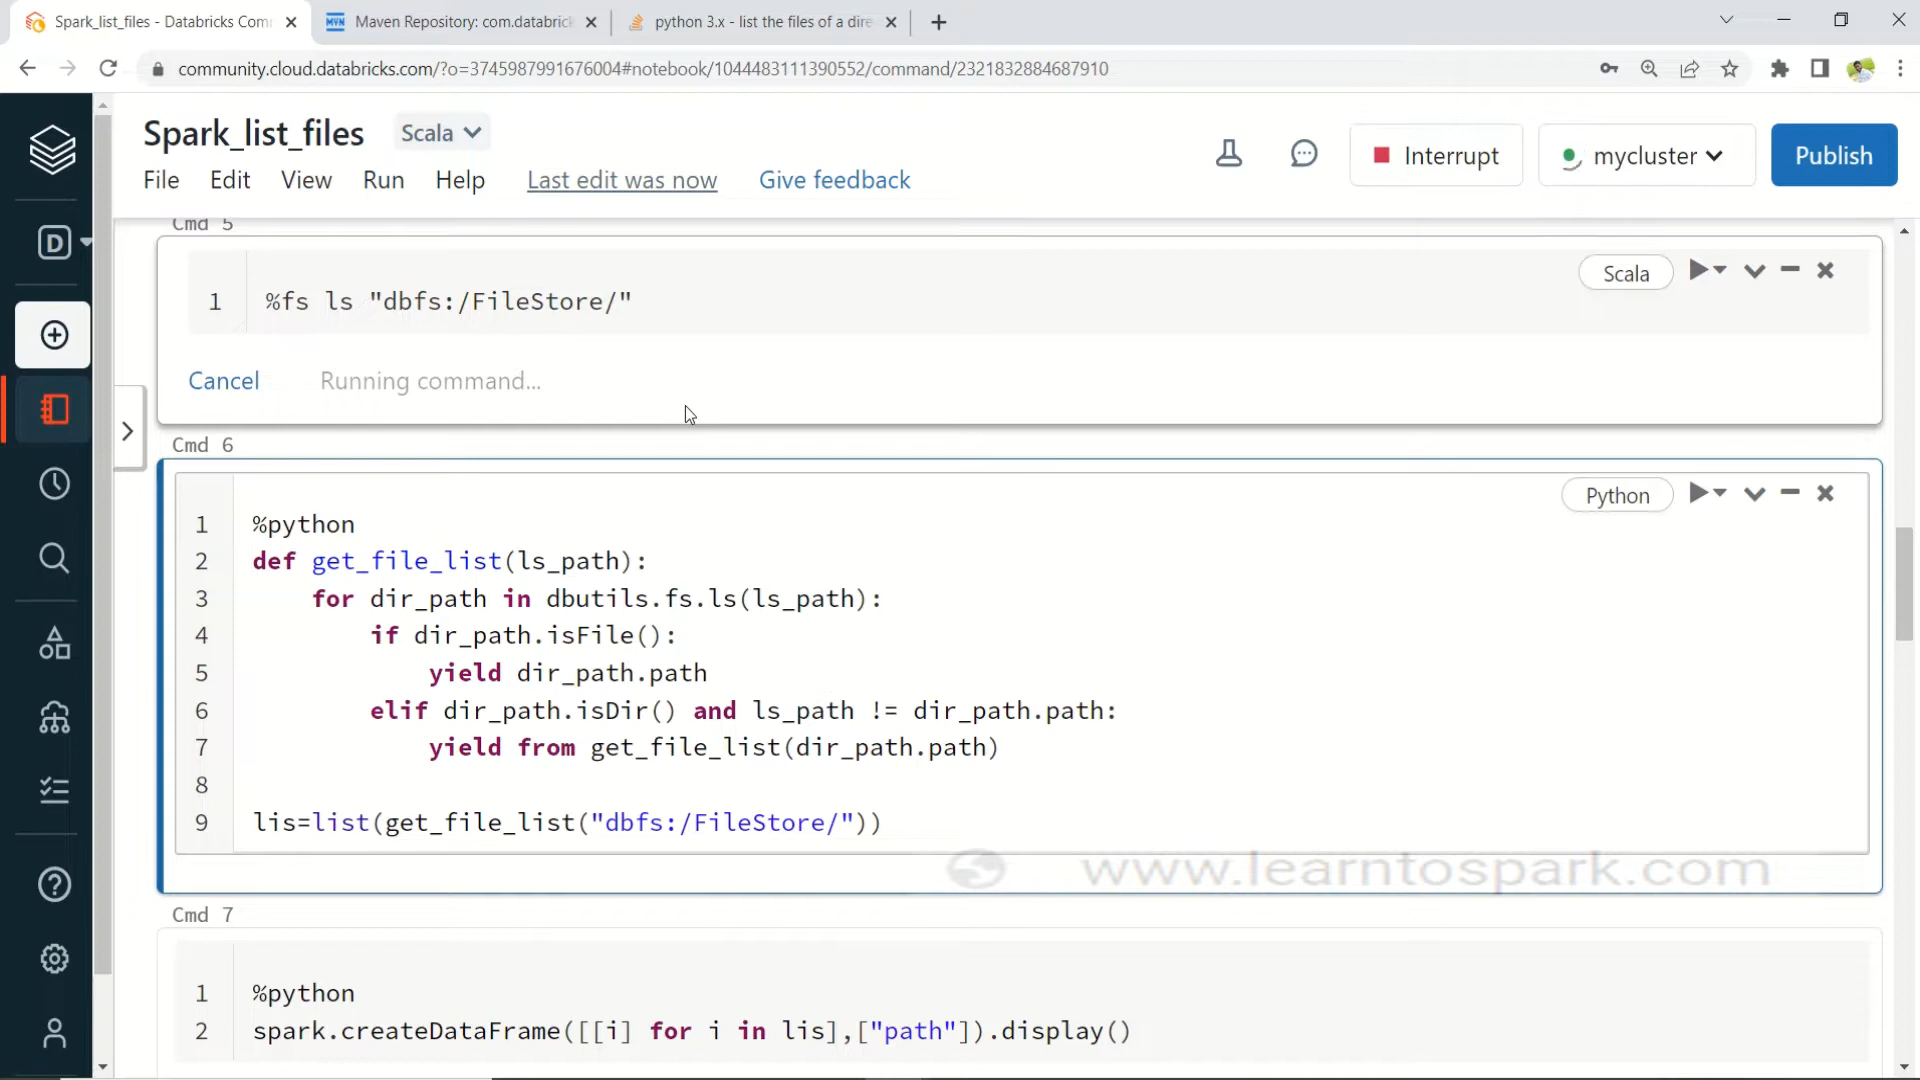 Spark_list_files - Databricks Com
Maven Repository: com.databrick
python 3.x - list the files of a dire
community.cloud.databricks.com/?o=3745987991676004#notebook/1044483111390552/command/2321832884687910
Spark_list_files
Scala
Interrupt
mycluster
Publish
File
Edit
View
Run
Help
Last edit was now
Give feedback
D
Cmd 5
Scala
1 %fs ls "dbfs:/FileStore/"
Cancel
Running command...
Cmd 6
Python
1 %python
2 def get_file_list(ls_path):
3 for dir_path in dbutils.fs.ls(ls_path):
4 if dir_path.isFile():
5 yield dir_path.path
6 elif dir_path.isDir() and ls_path != dir_path.path:
7 yield from get_file_list(dir_path.path)
8
9 lis=list(get_file_list("dbfs:/FileStore/"))
www.learntospark.com
Cmd 7
1 %python
2 spark.createDataFrame([[i] for i in lis],["path"]).display()